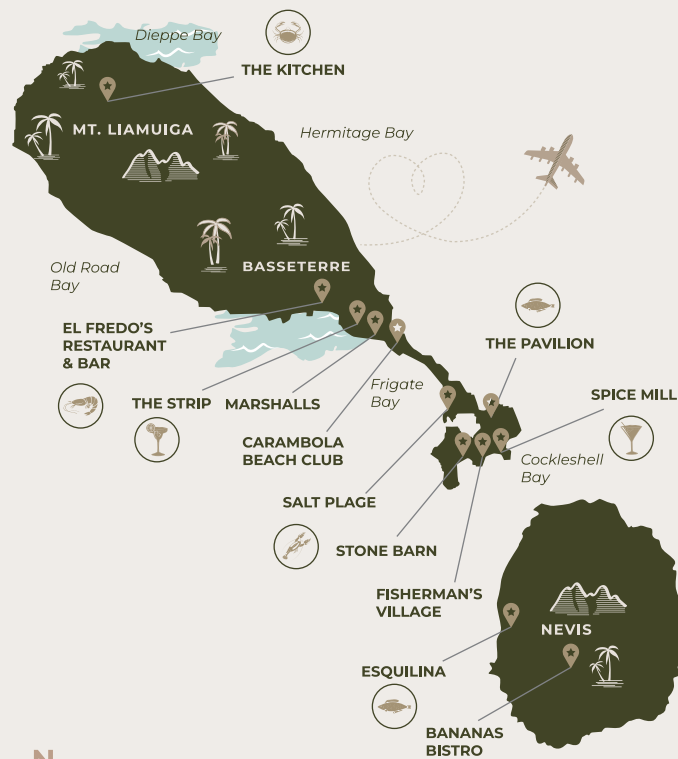 Dieppe Bay
THE KITCHEN
MT. LIAMUIGA
Hermitage Bay
BASSETERRE
Old Road
Bay
EL FREDO’S
RESTAURANT
& BAR
THE PAVILION
Frigate
Bay
SPICE MILL
THE STRIP
MARSHALLS
CARAMBOLA
BEACH CLUB
Cockleshell
Bay
SALT PLAGE
STONE BARN
FISHERMAN’S
VILLAGE
NEVIS
ESQUILINA
BANANAS
BISTRO
N